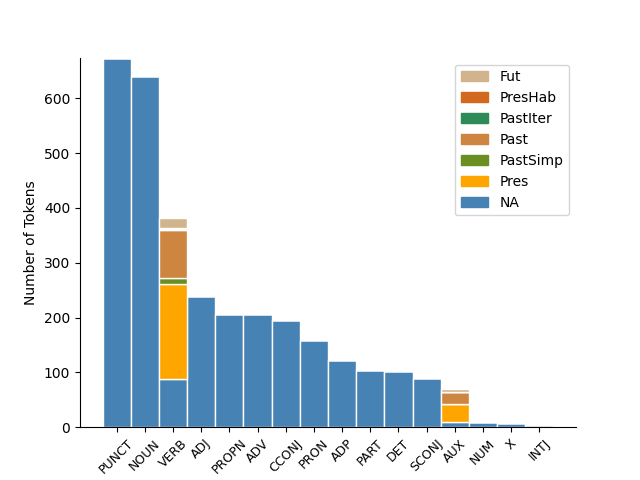 Fut
PresHab
PastIter
Past
PastSimp
Pres
NA
Number of Tokens
600
500
400
300
200
100
0
PUNCT NOUN VERB ADJ PROPN ADV CCONJ PRON ADP PART DET SCONJ AUX NUM X INTJ